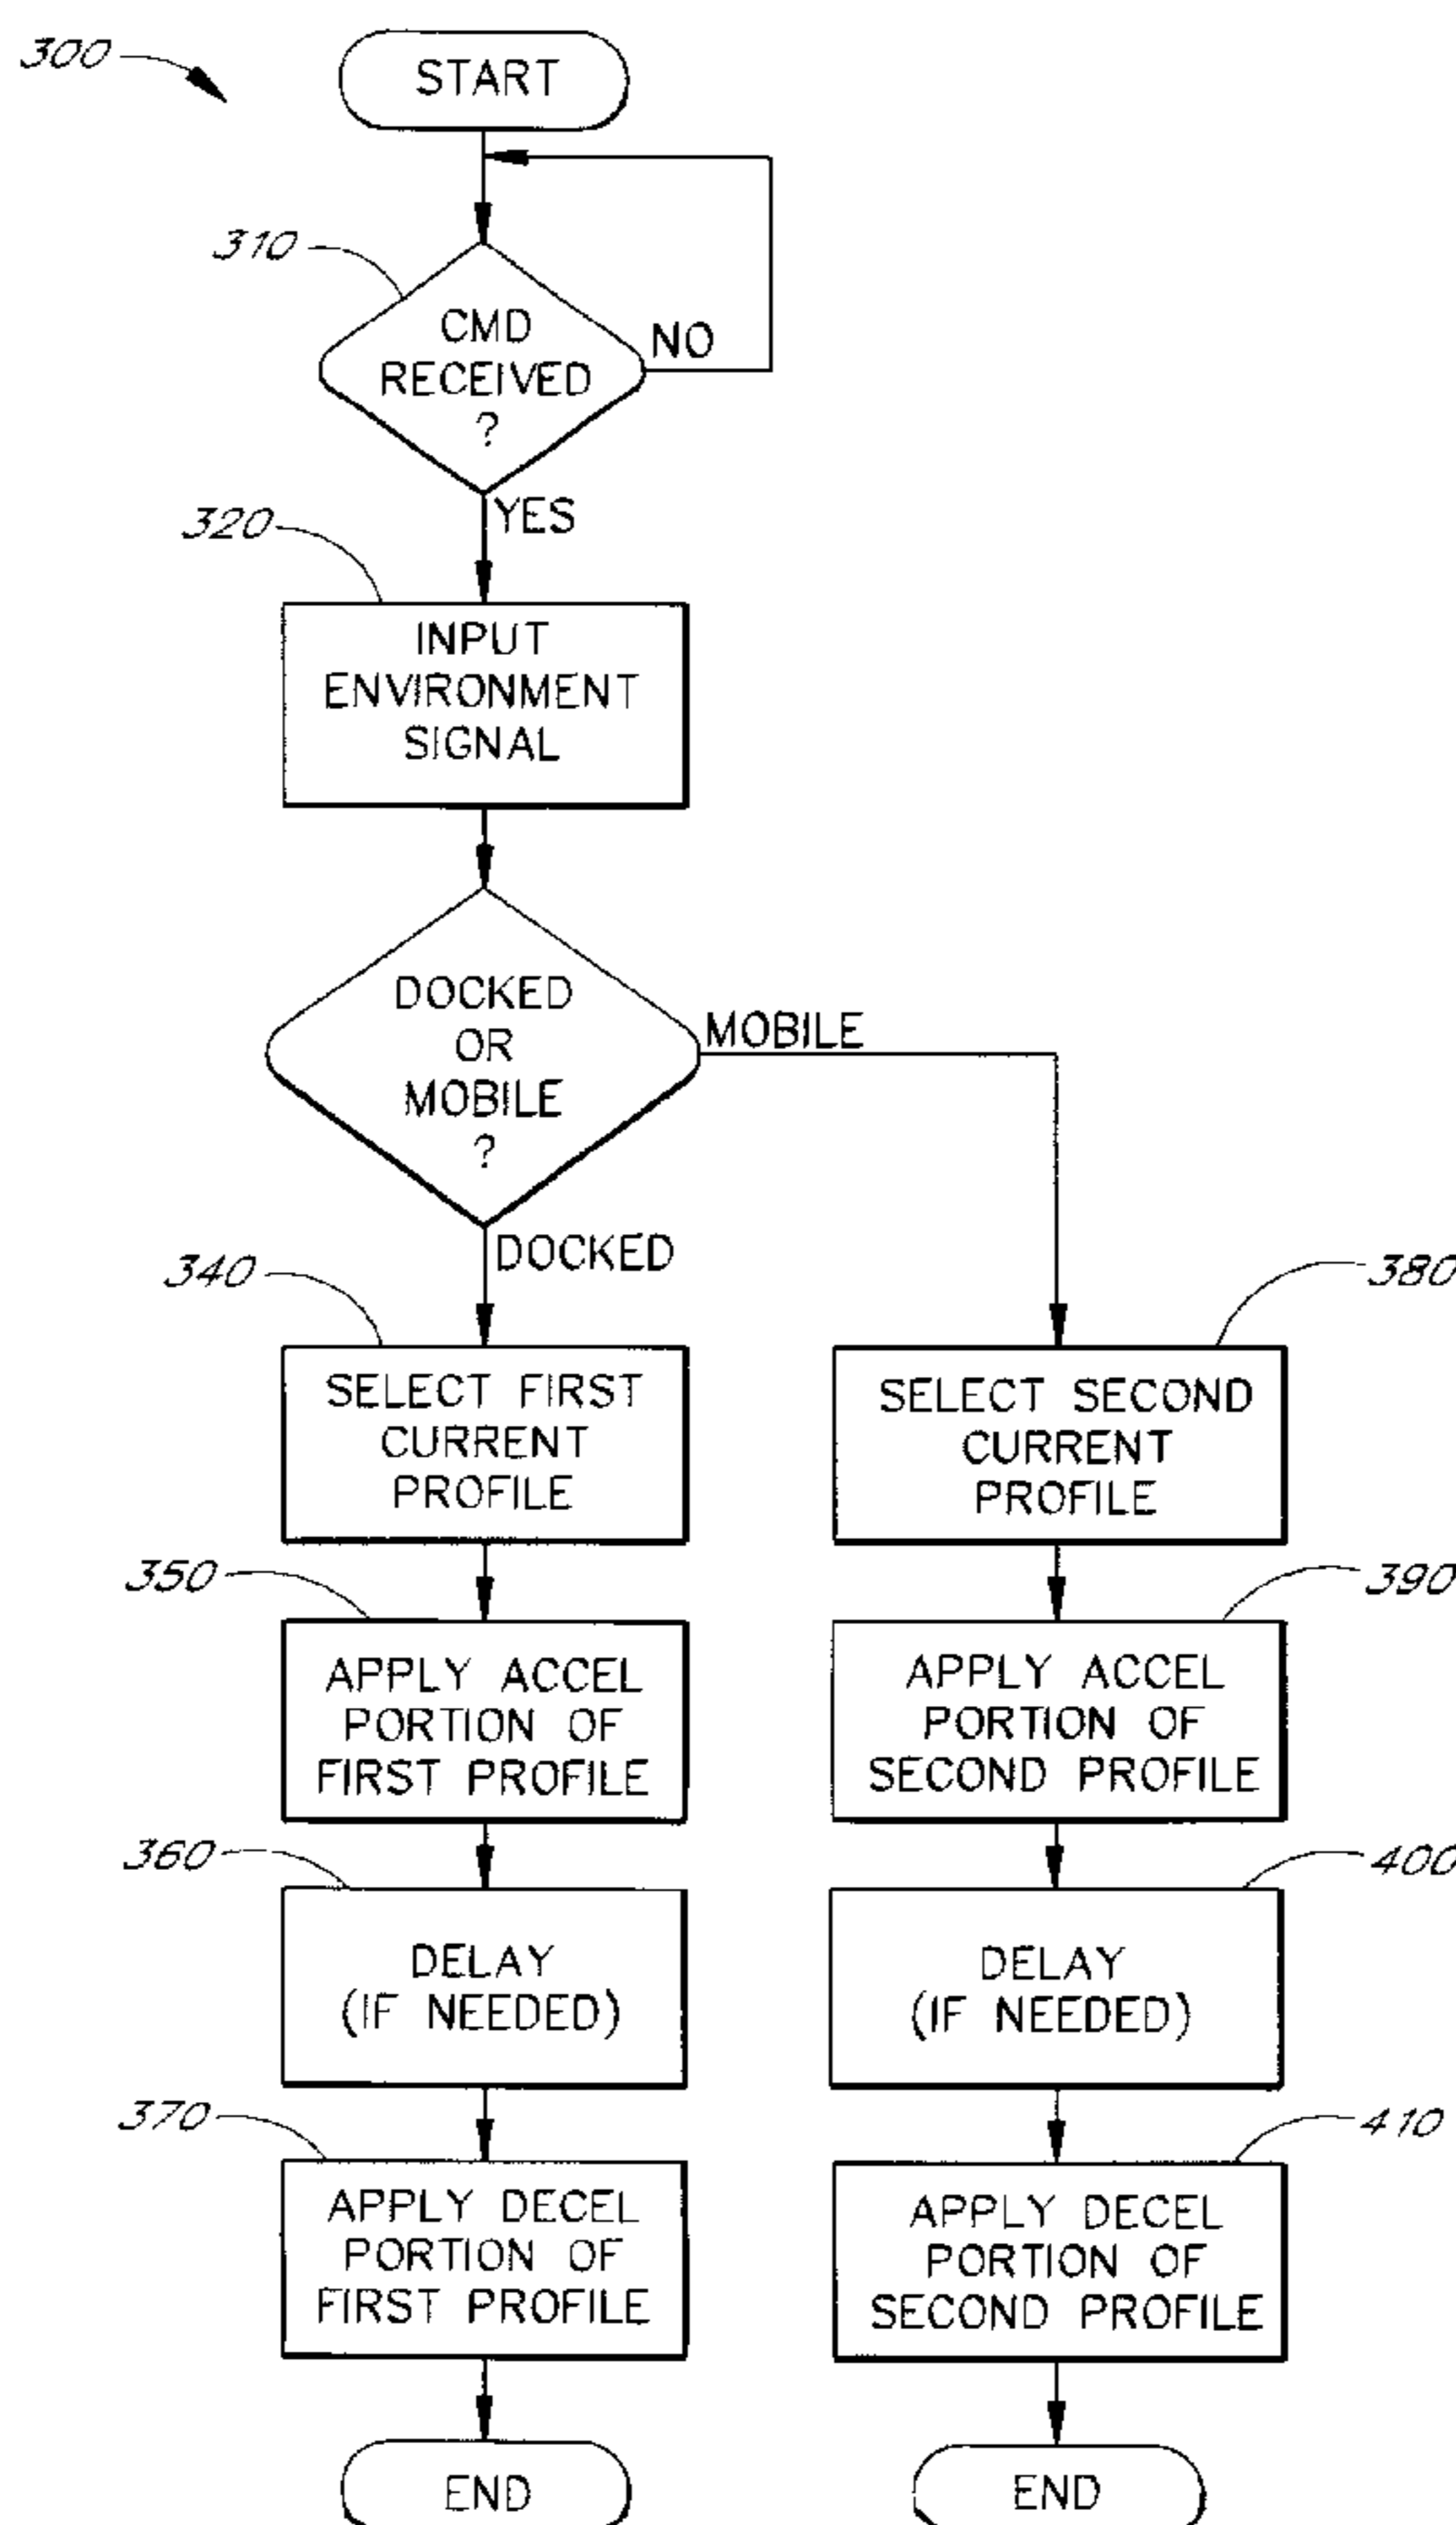 300
START
310
CMD
RECEIVED
?
NO
YES
320
INPUT
ENVIRONMENT
SIGNAL
DOCKED
OR
MOBILE
?
MOBILE
DOCKED
340
SELECT FIRST
CURRENT
PROFILE
350
APPLY ACCEL
PORTION OF
FIRST PROFILE
360
DELAY
(IF NEEDED)
370
APPLY DECEL
PORTION OF
FIRST PROFILE
END
380
SELECT SECOND
CURRENT
PROFILE
390
APPLY ACCEL
PORTION OF
SECOND PROFILE
400
DELAY
(IF NEEDED)
410
APPLY DECEL
PORTION OF
SECOND PROFILE
END